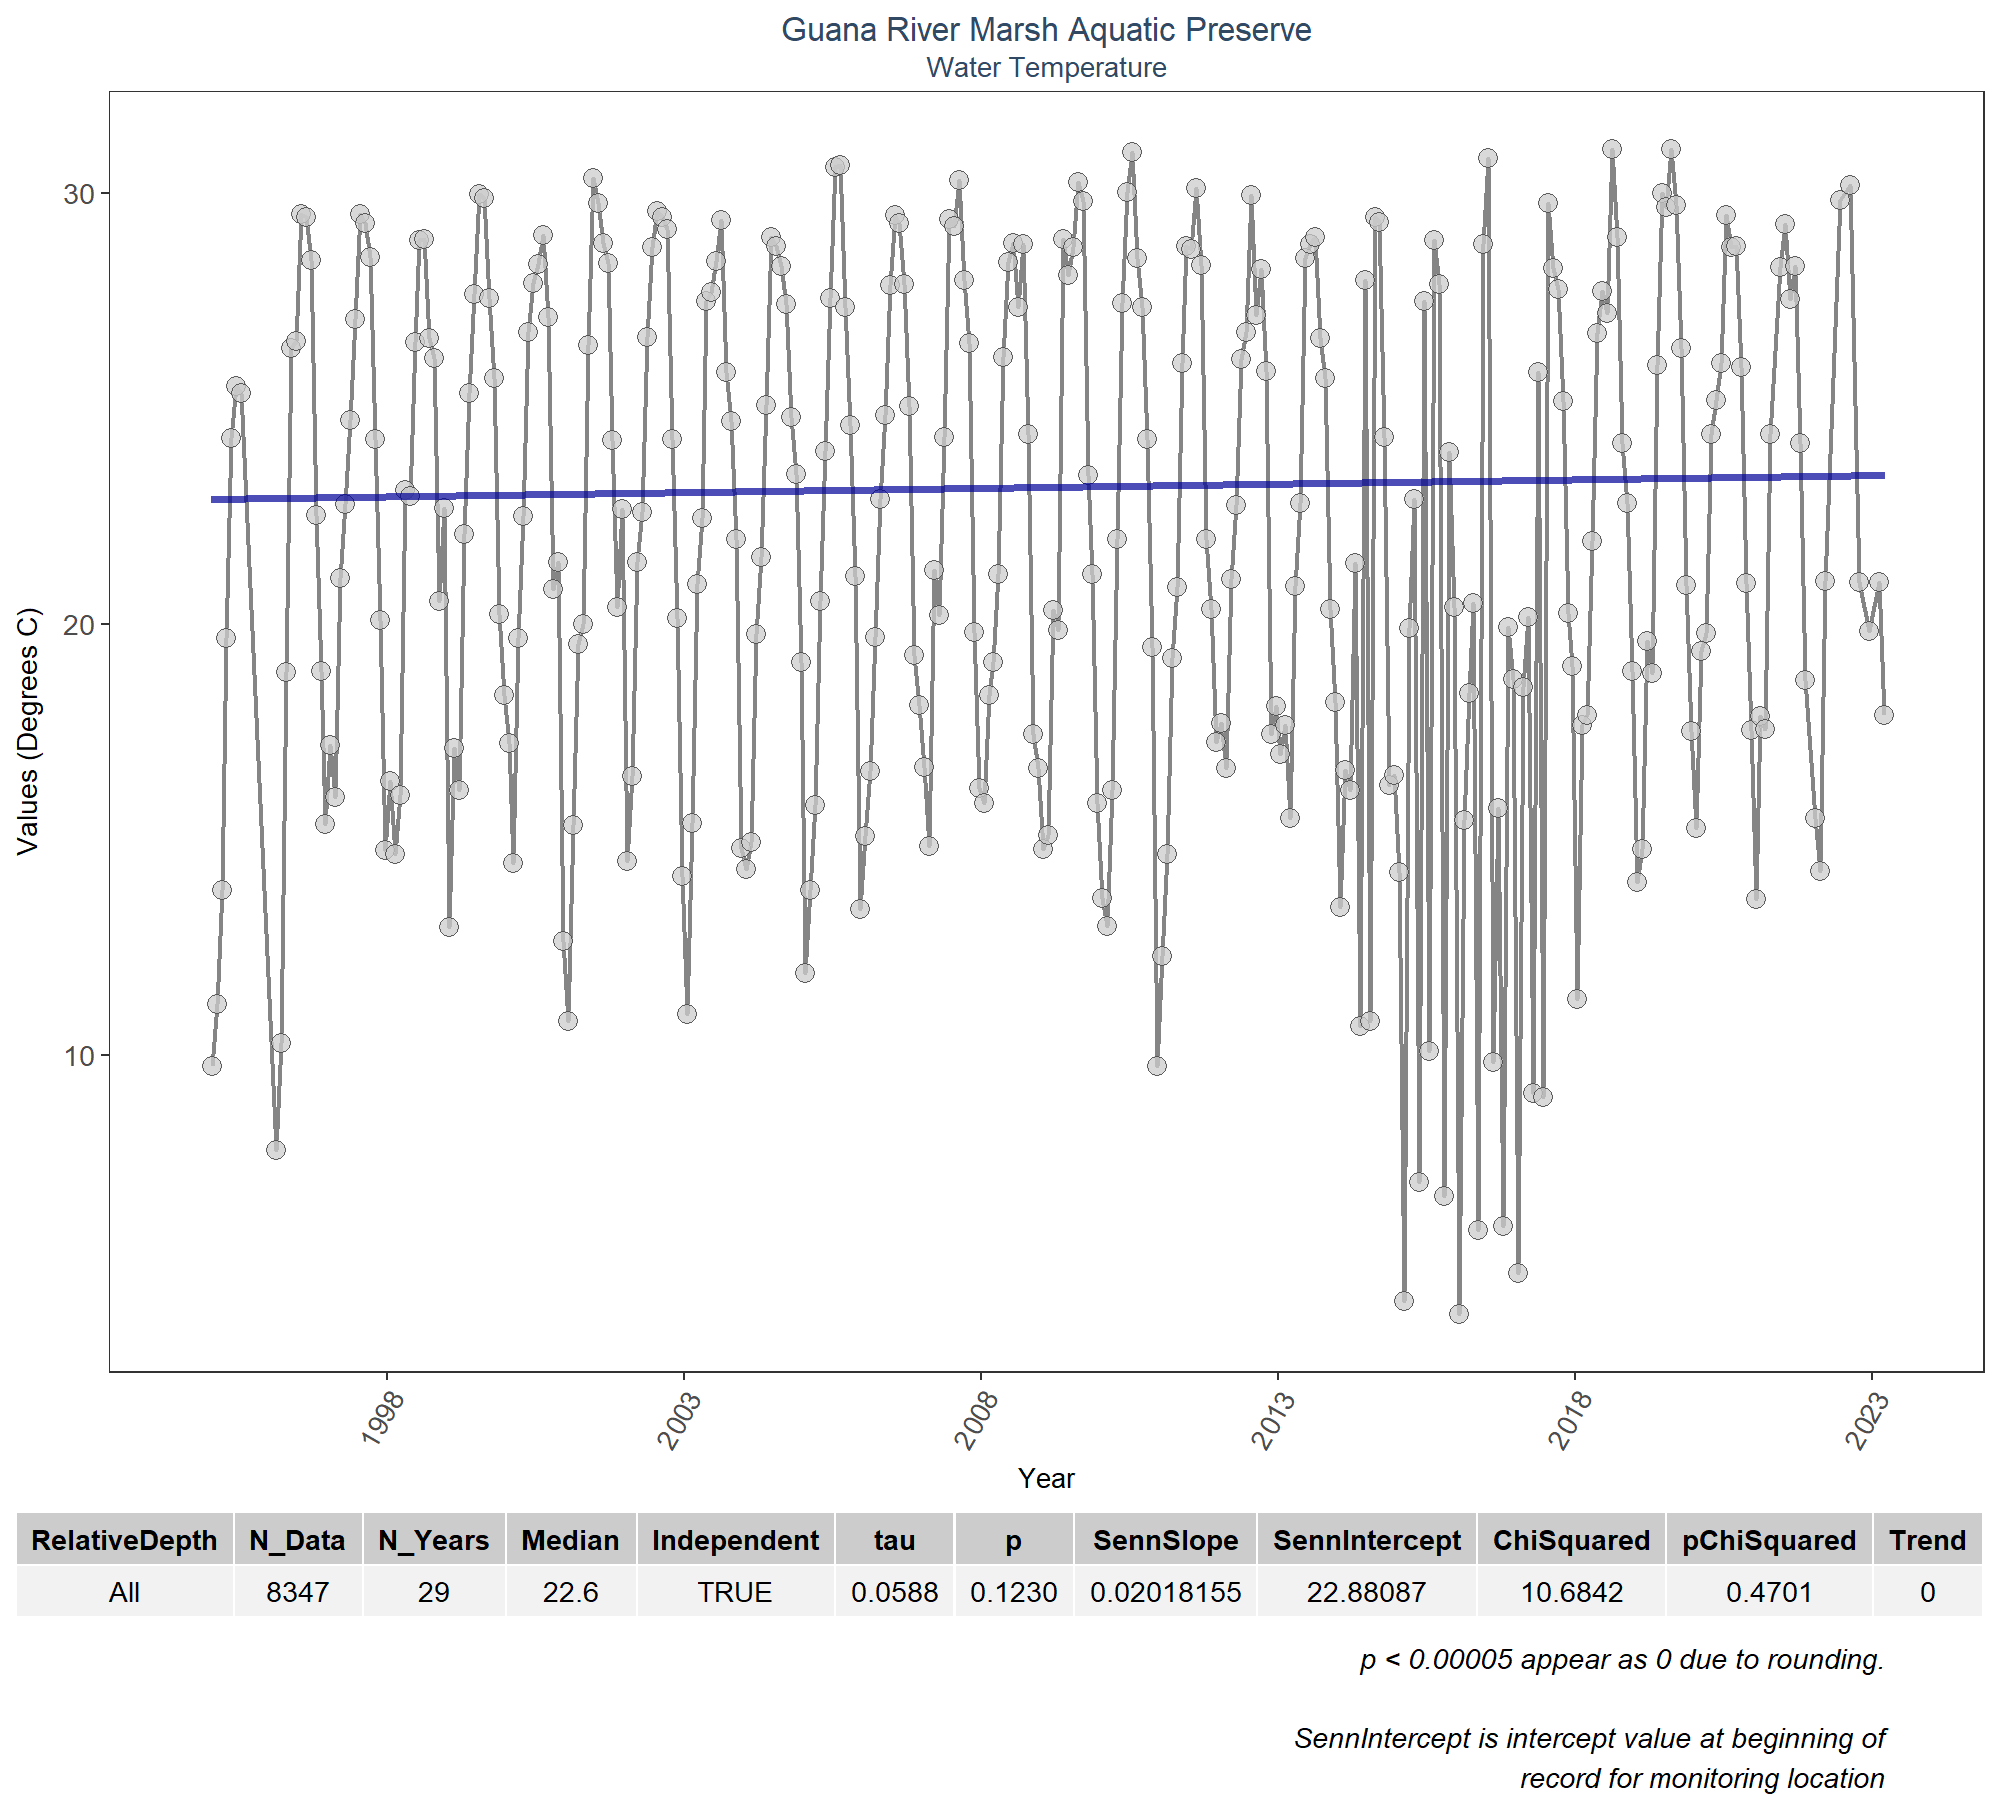 Guana River Marsh Aquatic Preserve
Water Temperature
Values (Degrees C)
30
20
10
1998 2003 2008 2013 2018 2023
Year
RelativeDepth N_Data N_Years Median Independent tau p SennSlope SennIntercept ChiSquared pChiSquared Trend
All 8347 29 22.6 TRUE 0.0588 0.1230 0.02018155 22.88087 10.6842 0.4701 0
p < 0.00005 appear as 0 due to rounding.
SennIntercept is intercept value at beginning of
record for monitoring location